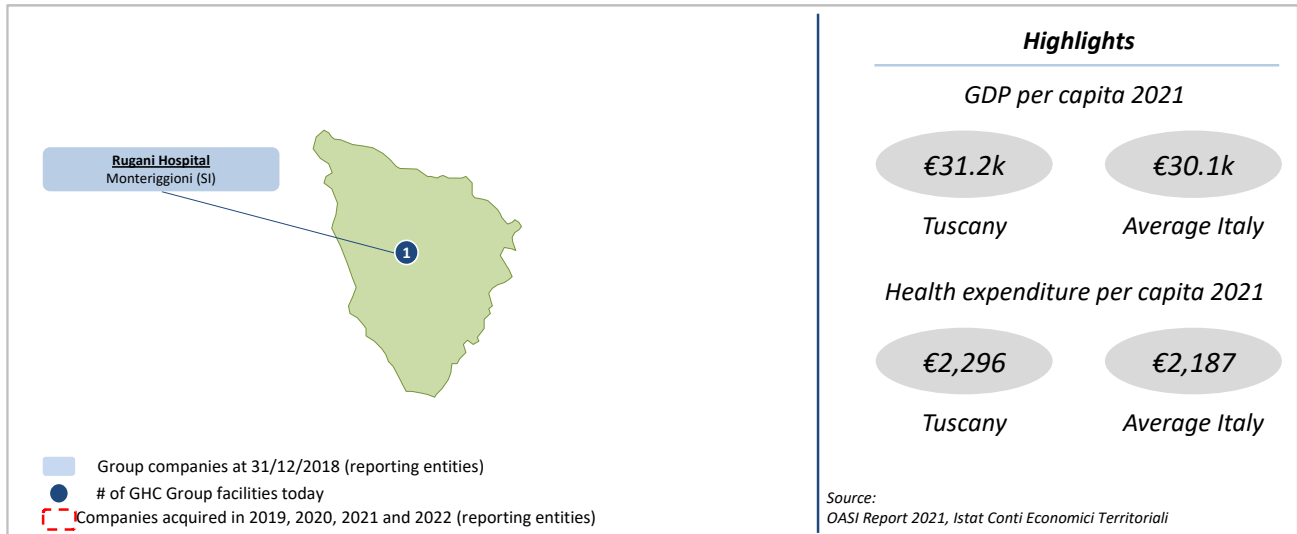 Rugani Hospital
Monteriggioni (SI)
1
Group companies at 31/12/2018 (reporting entities)
# of GHC Group facilities today
Companies acquired in 2019, 2020, 2021 and 2022 (reporting entities)
Highlights
GDP per capita 2021
€31.2k €30.1k
Tuscany Average Italy
Health expenditure per capita 2021
€2,296 €2,187
Tuscany Average Italy
Source:
OASI Report 2021, Istat Conti Economici Territoriali